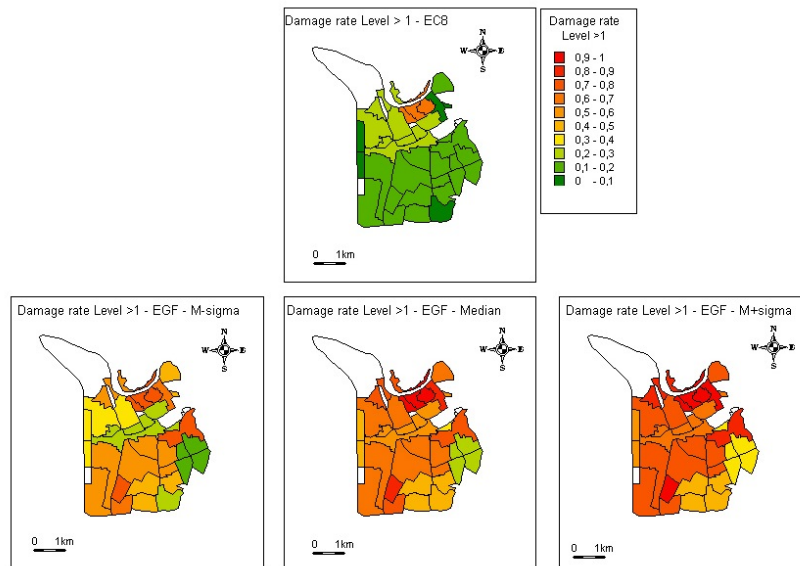 Damage rate Level > 1 - EC8
N
W E
S
0 1km
Damage rate
Level >1
0,9 - 1
0,8 - 0,9
0,7 - 0,8
0,6 - 0,7
0,5 - 0,6
0,4 - 0,5
0,3 - 0,4
0,2 - 0,3
0,1 - 0,2
0 - 0,1
Damage rate Level >1 - EGF - M-sigma
N
W E
S
0 1km
Damage rate Level >1 - EGF - Median
N
W E
S
0 1km
Damage rate Level >1 - EGF - M+sigma
N
W E
S
0 1km